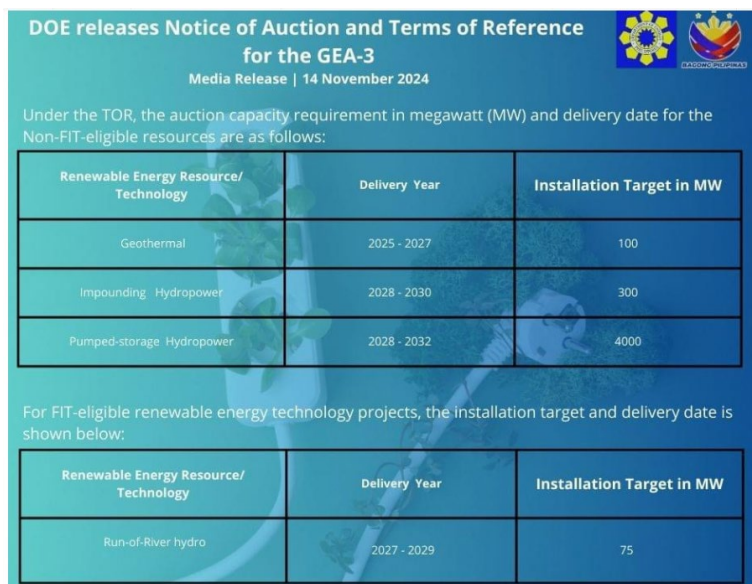 DOE releases Notice of Auction and Terms of Reference
for the GEA-3
Media Release | 14 November 2024
BAGONG PILIPINAS
Under the TOR, the auction capacity requirement in megawatt (MW) and delivery date for the
Non-FIT-eligible resources are as follows:
Renewable Energy Resource/
Technology
Delivery Year
Installation Target in MW
Geothermal
2025 - 2027
100
Impounding Hydropower
2028 - 2030
300
Pumped-storage Hydropower
2028 - 2032
4000
For FIT-eligible renewable energy technology projects, the installation target and delivery date is
shown below:
Renewable Energy Resource/
Technology
Delivery Year
Installation Target in MW
Run-of-River hydro
2027 - 2029
75